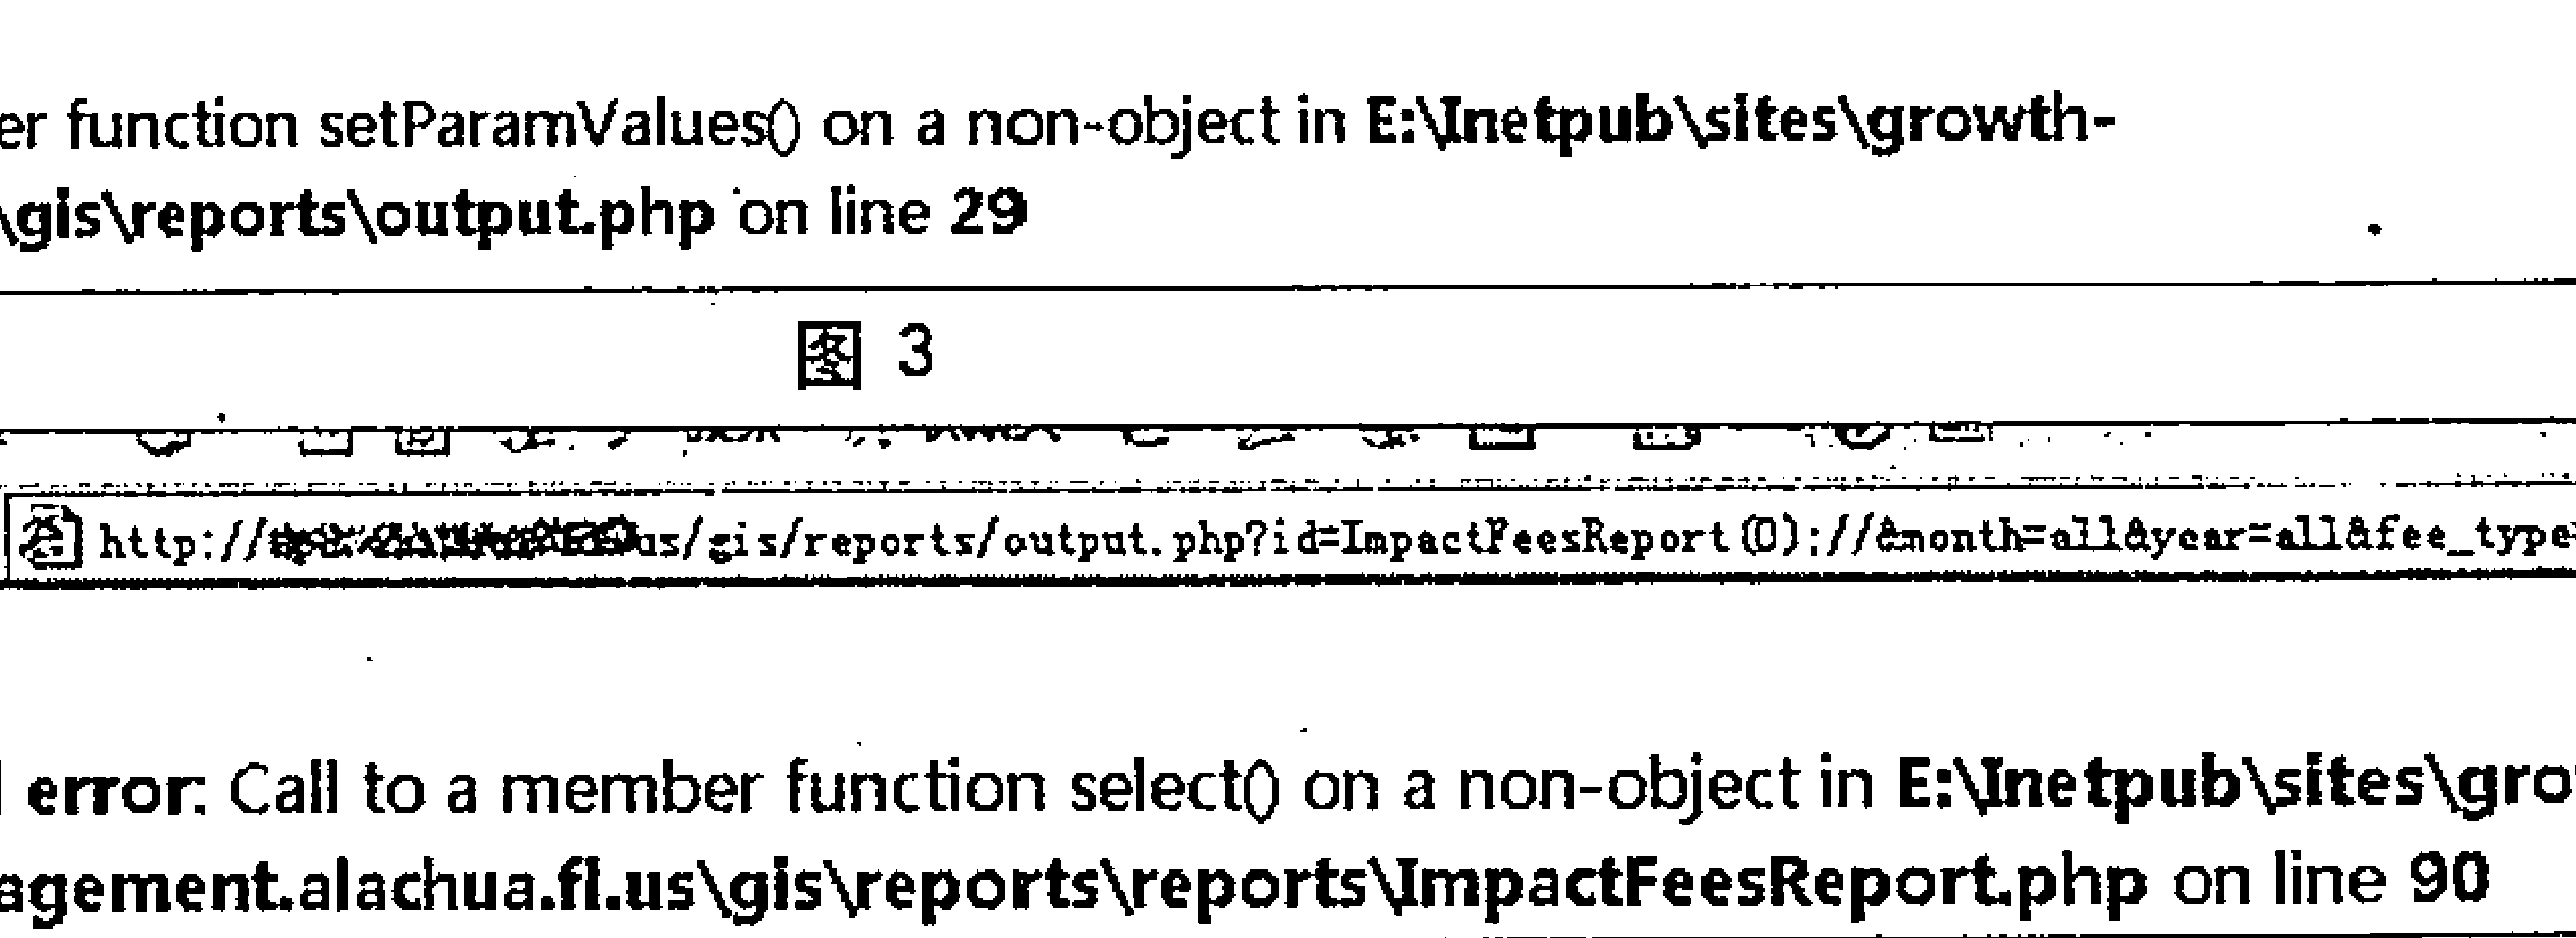 er function setParamValues() on a non-object in E:\Inetpub\sites\growth-
\gis\reports\output.php on line 29
图 3
http://us/gis/reports/output.php?id=ImpactFeesReport(0);//&month=all&year=all&fee_type=
error: Call to a member function select() on a non-object in E:\Inetpub\sites\gro
agement.alachua.fl.us\gis\reports\reports\ImpactFeesReport.php on line 90